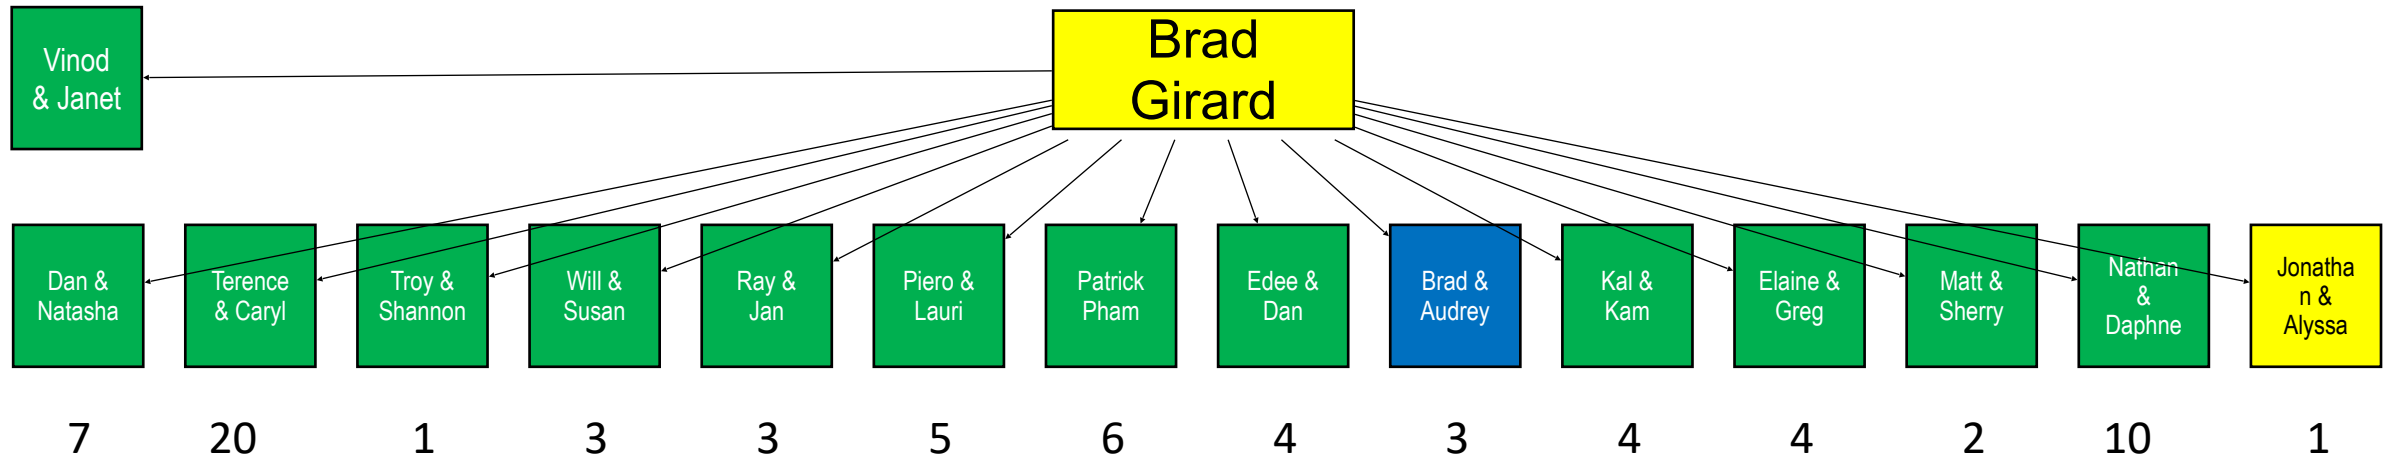 Vinod
& Janet
Brad
Girard
Dan &
Natasha
Terence
& Caryl
Troy &
Shannon
Will &
Susan
Ray &
Jan
Piero &
Lauri
Patrick
Pham
Edee &
Dan
Brad &
Audrey
Kal &
Kam
Elaine &
Greg
Matt &
Sherry
Nathan
&
Daphne
Jonatha
n &
Alyssa
7 20 1 3 3 5 6 4 3 4 4 2 10 1